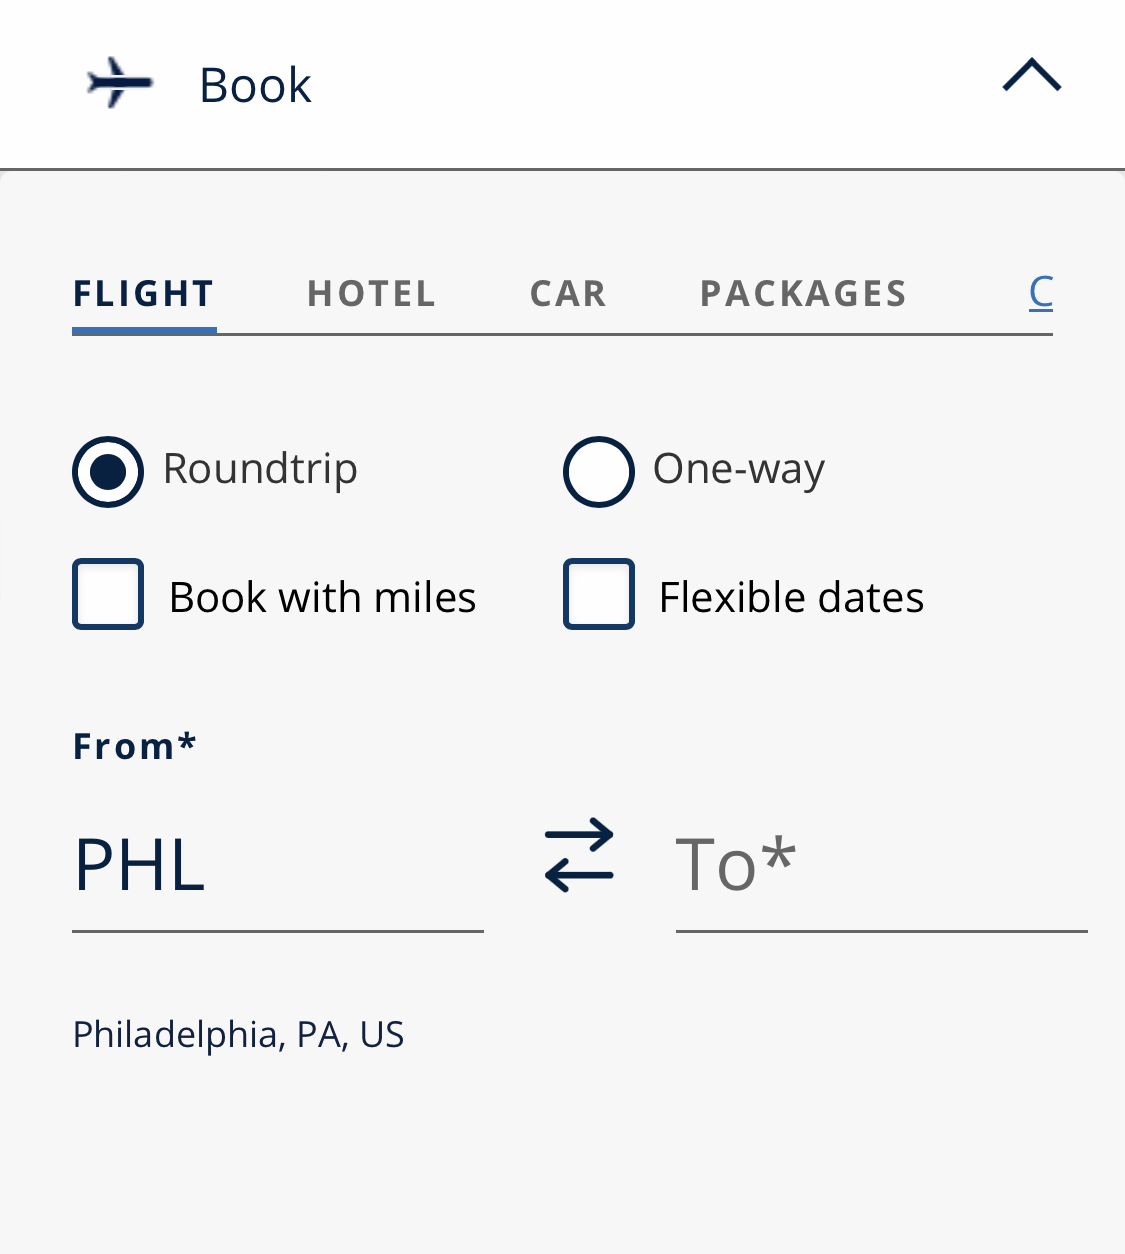 Book
FLIGHT HOTEL CAR PACKAGES C
Roundtrip One-way
Book with miles Flexible dates
From*
PHL To*
Philadelphia, PA, US